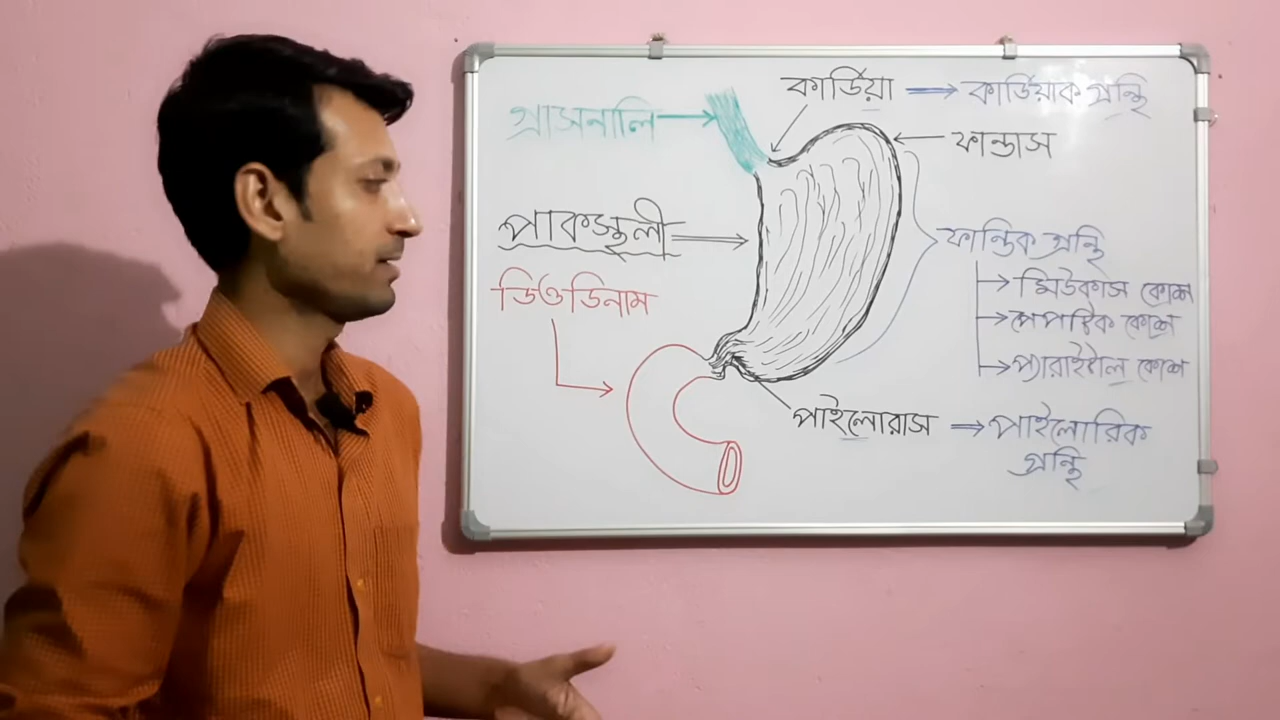 কার্ডিয়া ⇒ কার্ডিয়াক গ্রন্থি
গ্রাসনালি
ফান্ডাস
পাকস্থলী
ফান্ডিক গ্রন্থি
ডিওডিনাম
মিউকাস কোশ
পেপটিক কোশ
প্যারাইটাল কোশ
পাইলোরাস ⇒ পাইলোরিক
গ্রন্থি